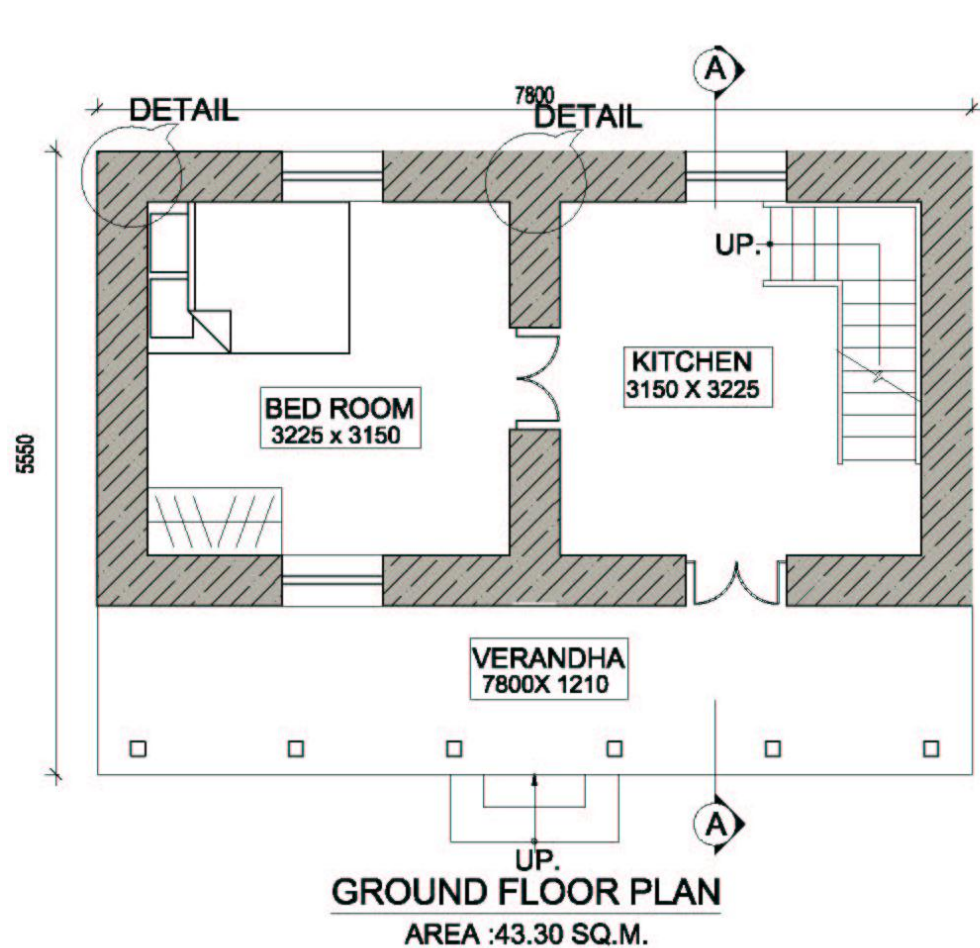 A
7800
DETAIL
DETAIL
UP.
KITCHEN
3150 X 3225
BED ROOM
3225 x 3150
5550
VERANDHA
7800X 1210
A
UP.
GROUND FLOOR PLAN
AREA :43.30 SQ.M.